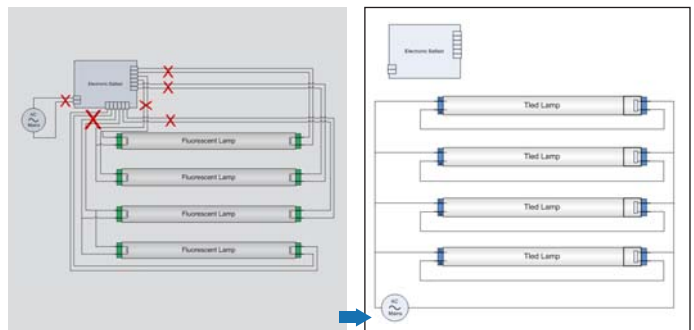 Electronic Ballast
AC
Mains
Fluorescent Lamp
Fluorescent Lamp
Fluorescent Lamp
Fluorescent Lamp
Electronic Ballast
Tled Lamp
Tled Lamp
Tled Lamp
Tled Lamp
AC
Mains